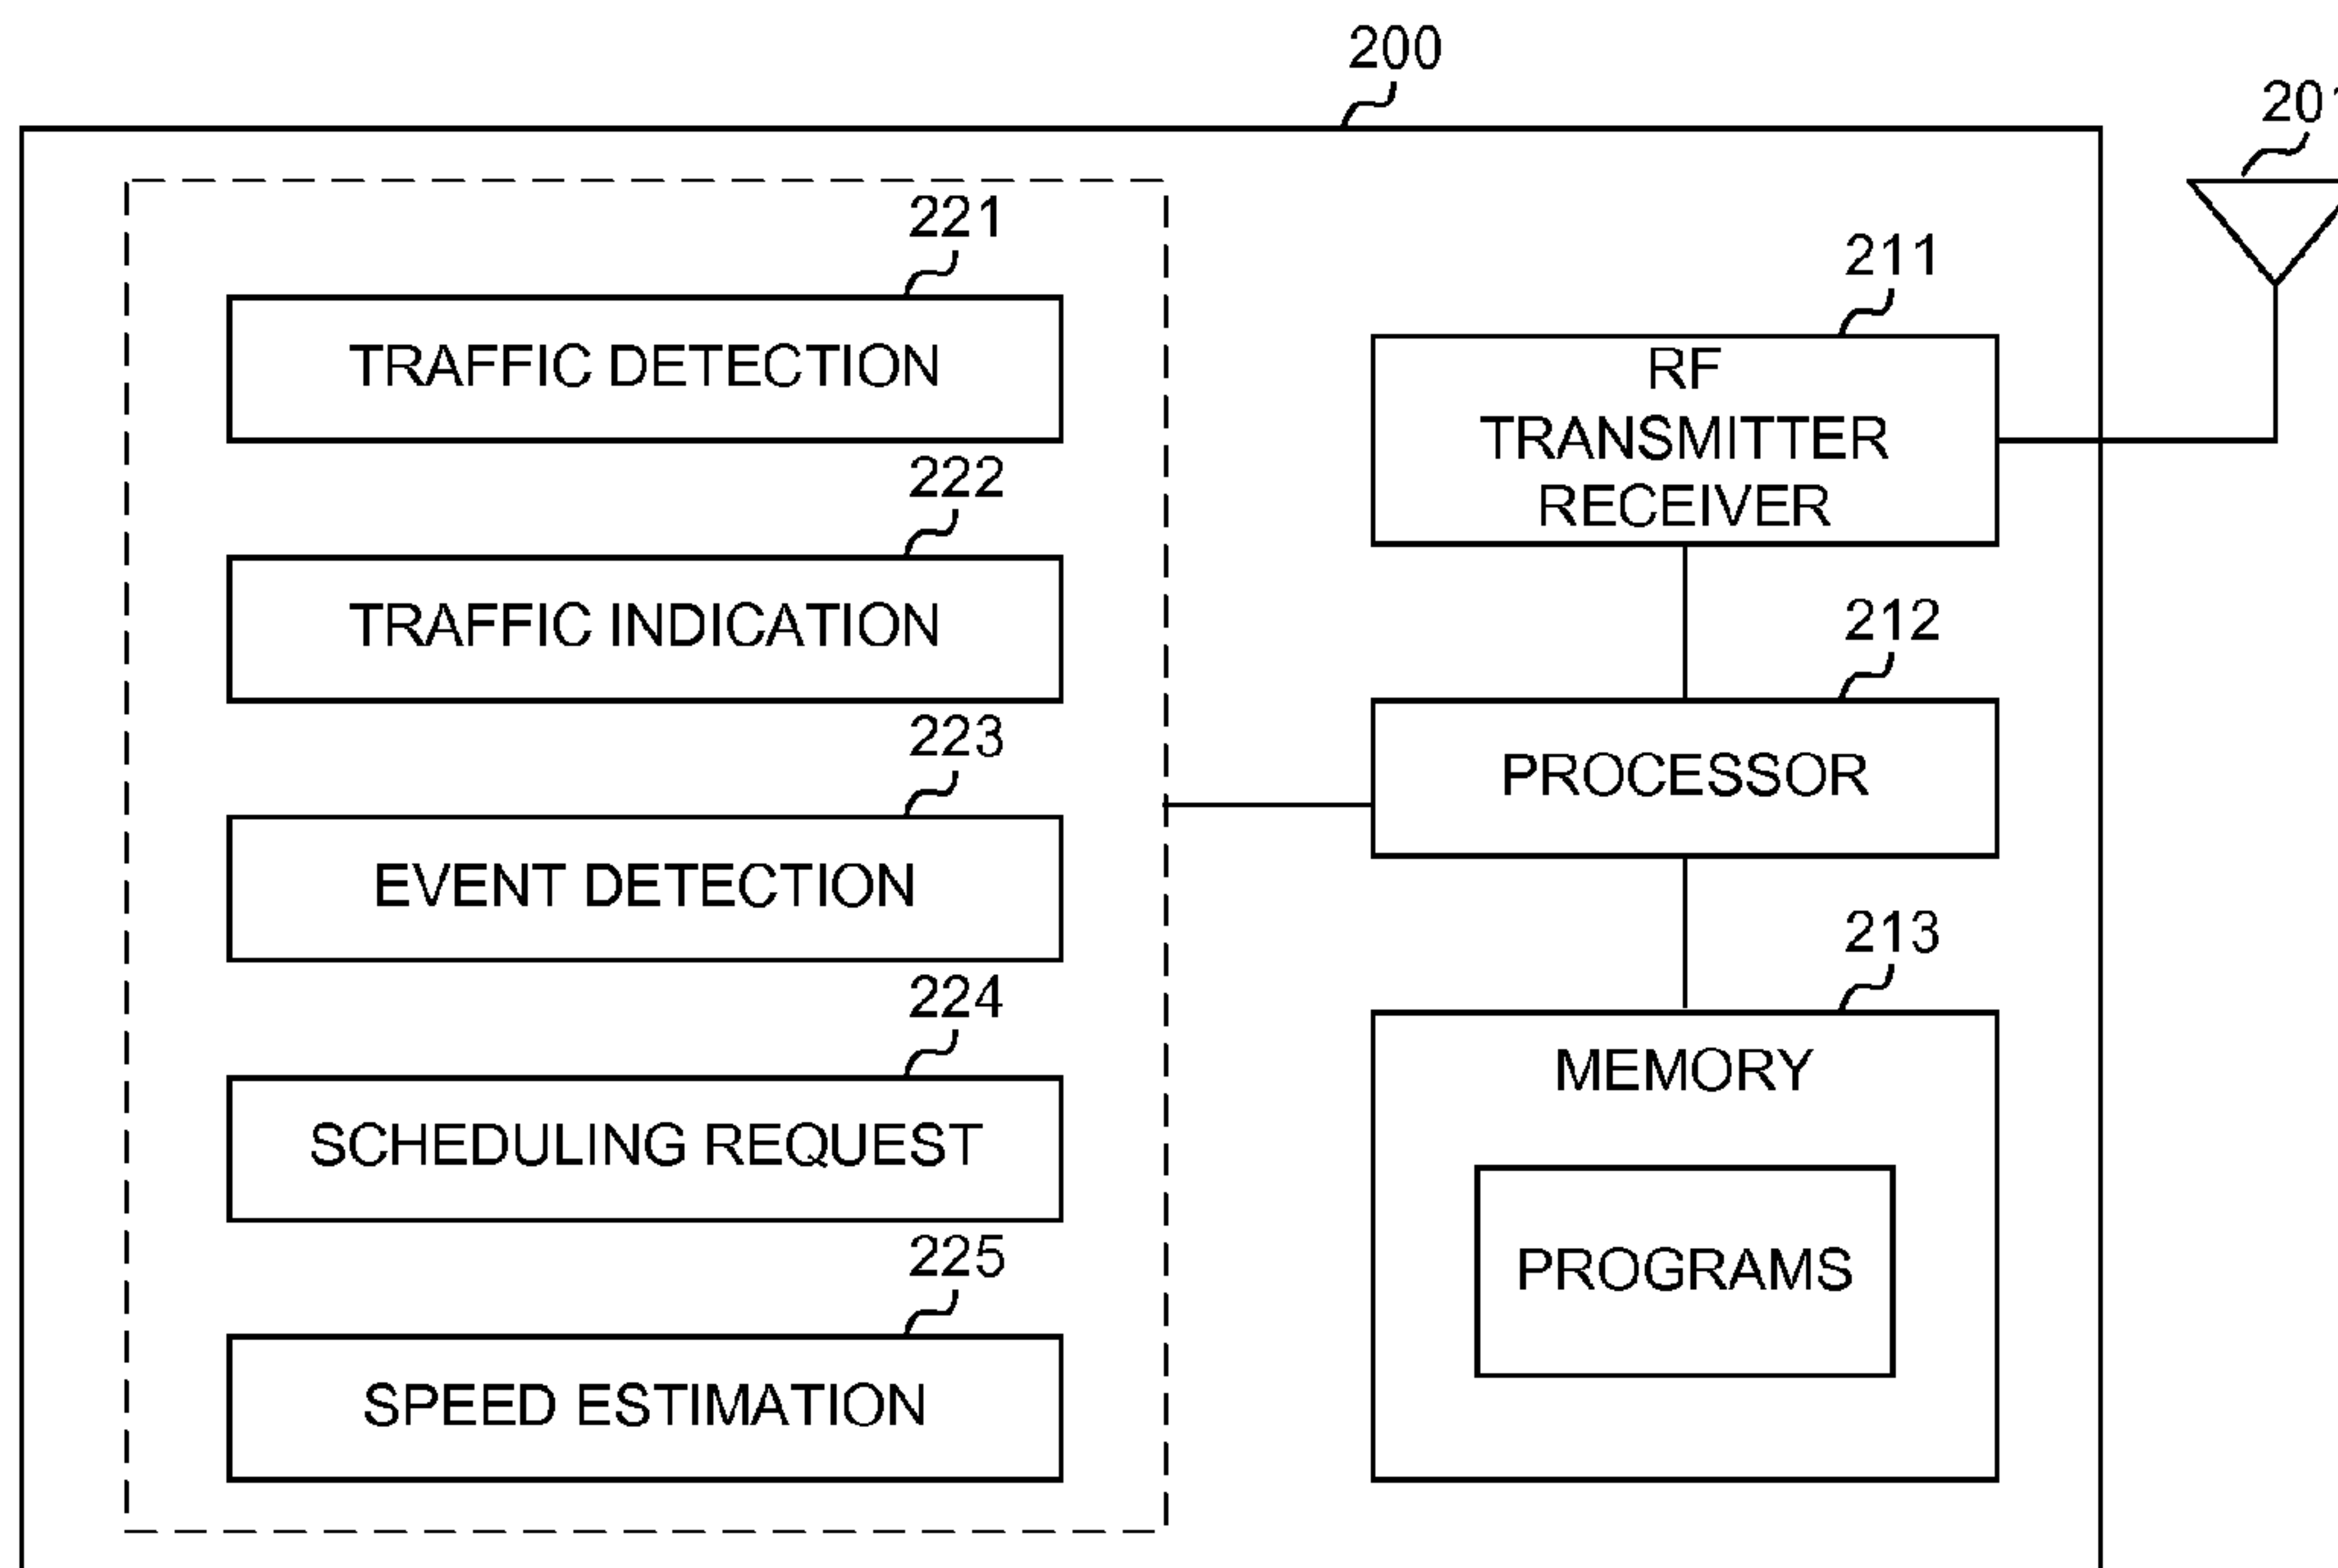 200
201
221
TRAFFIC DETECTION
211
RF
TRANSMITTER
RECEIVER
222
TRAFFIC INDICATION
212
PROCESSOR
223
EVENT DETECTION
213
MEMORY
224
SCHEDULING REQUEST
PROGRAMS
225
SPEED ESTIMATION